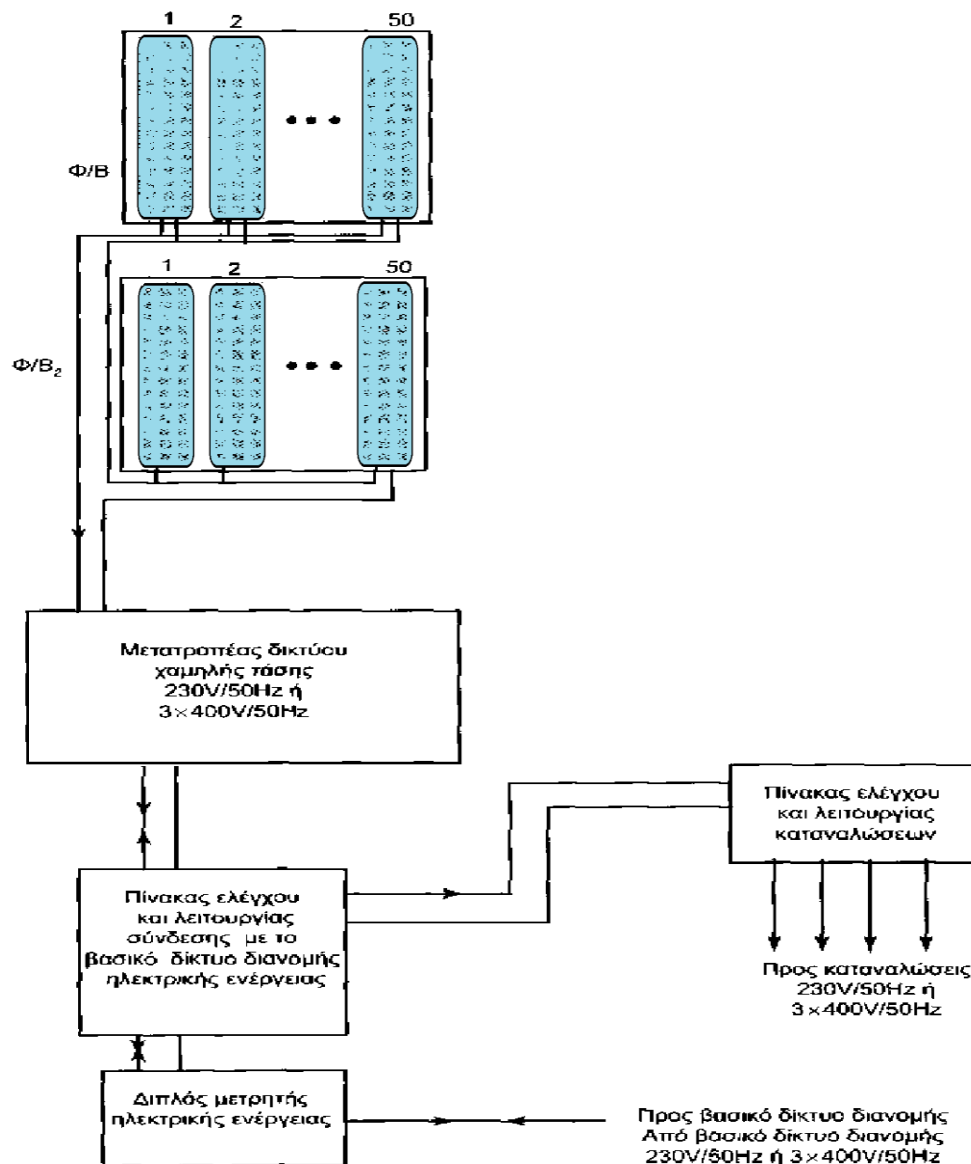 1 2 50
Φ/Β
1 2 50
Φ/Β2
Μετατροπέας δικτύου
χαμηλής τάσης
230V/50Hz ή
3×400V/50Hz
Πίνακας ελέγχου
και λειτουργίας
καταναλώσεων
Πίνακας ελέγχου
και λειτουργίας
σύνδεσης με το
βασικό δίκτυο διανομής
ηλεκτρικής ενέργειας
Προς καταναλώσεις
230V/50Hz ή
3×400V/50Hz
Διπλός μετρητής
ηλεκτρικής ενέργειας
Προς βασικό δίκτυο διανομής
Από βασικό δίκτυο διανομής
230V/50Hz ή 3×400V/50Hz